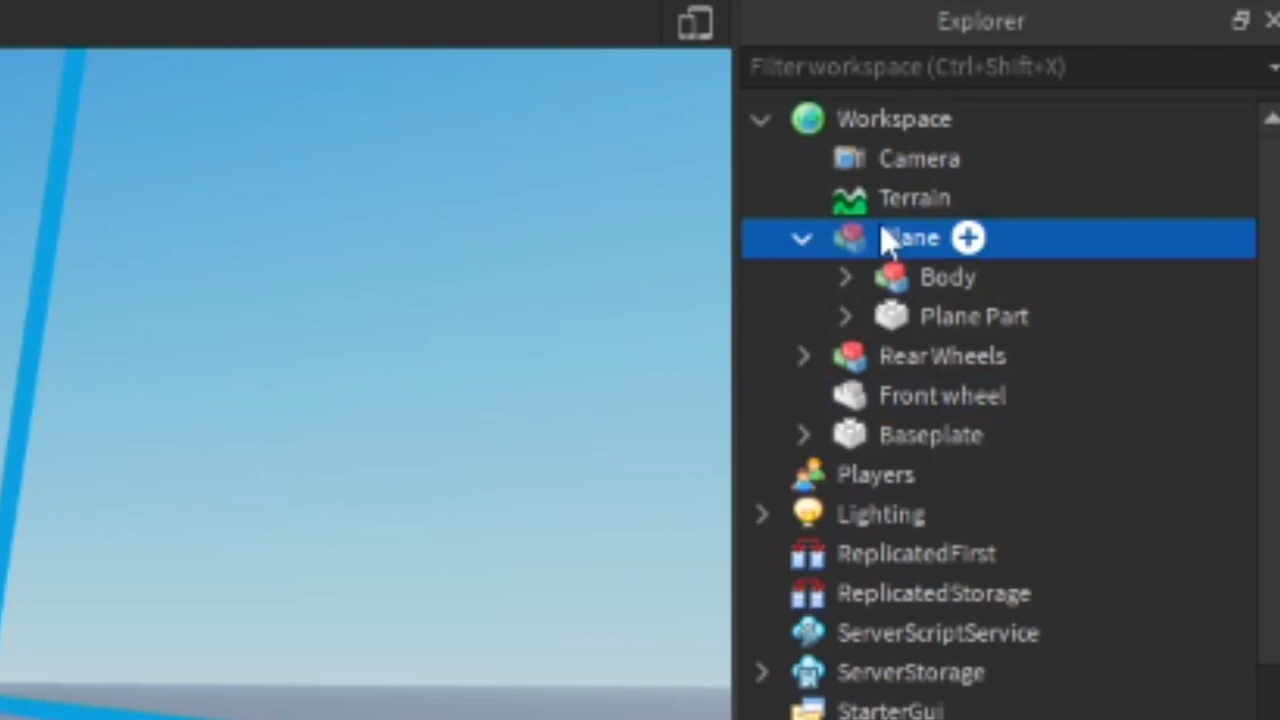 Explorer
Filter workspace (Ctrl+Shift+X)
Workspace
Camera
Terrain
lane
Body
Plane Part
Rear Wheels
Front wheel
Baseplate
Players
Lighting
ReplicatedFirst
ReplicatedStorage
ServerScriptService
ServerStorage
StarterGui